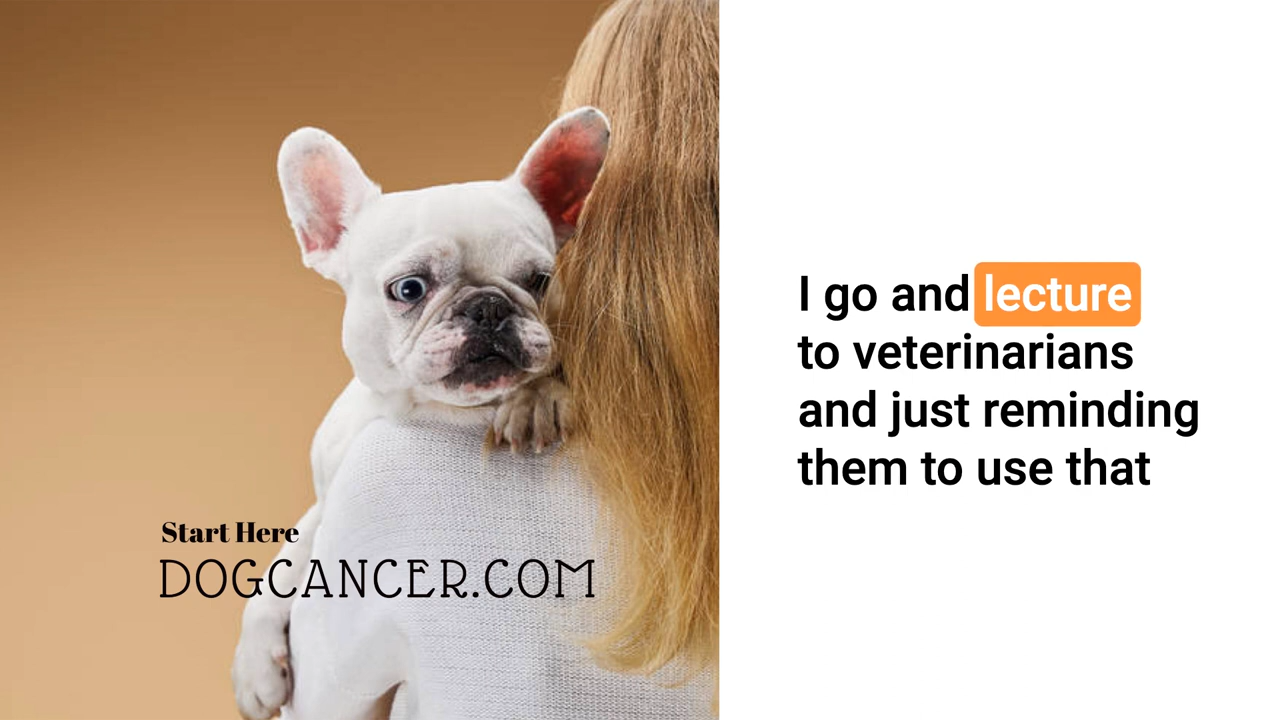 Start Here
DOGCANCER.COM
I go and lecture
to veterinarians
and just reminding
them to use that